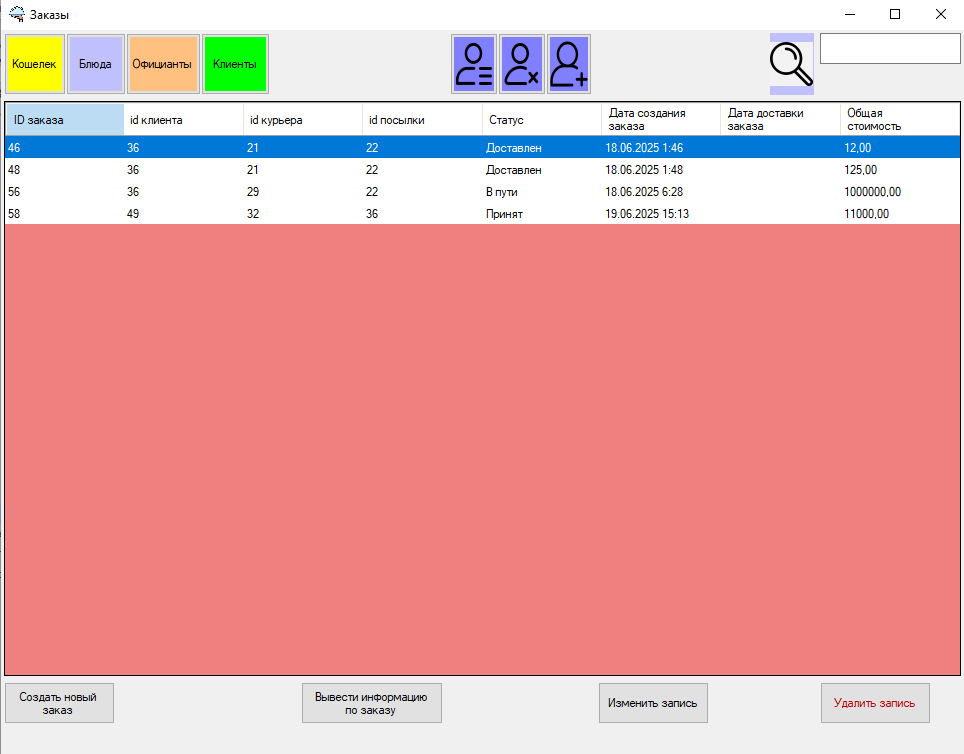 Заказы
Кошелек
Блюда
Официанты
Клиенты
ID заказа id клиента id курьера id посылки Статус Дата создания заказа Дата доставки заказа Общая стоимость
46 36 21 22 Доставлен 18.06.2025 1:46 12,00
48 36 21 22 Доставлен 18.06.2025 1:48 125,00
56 36 29 22 В пути 18.06.2025 6:28 1000000,00
58 49 32 36 Принят 19.06.2025 15:13 11000,00
Создать новый
заказ
Вывести информацию
по заказу
Изменить запись
Удалить запись